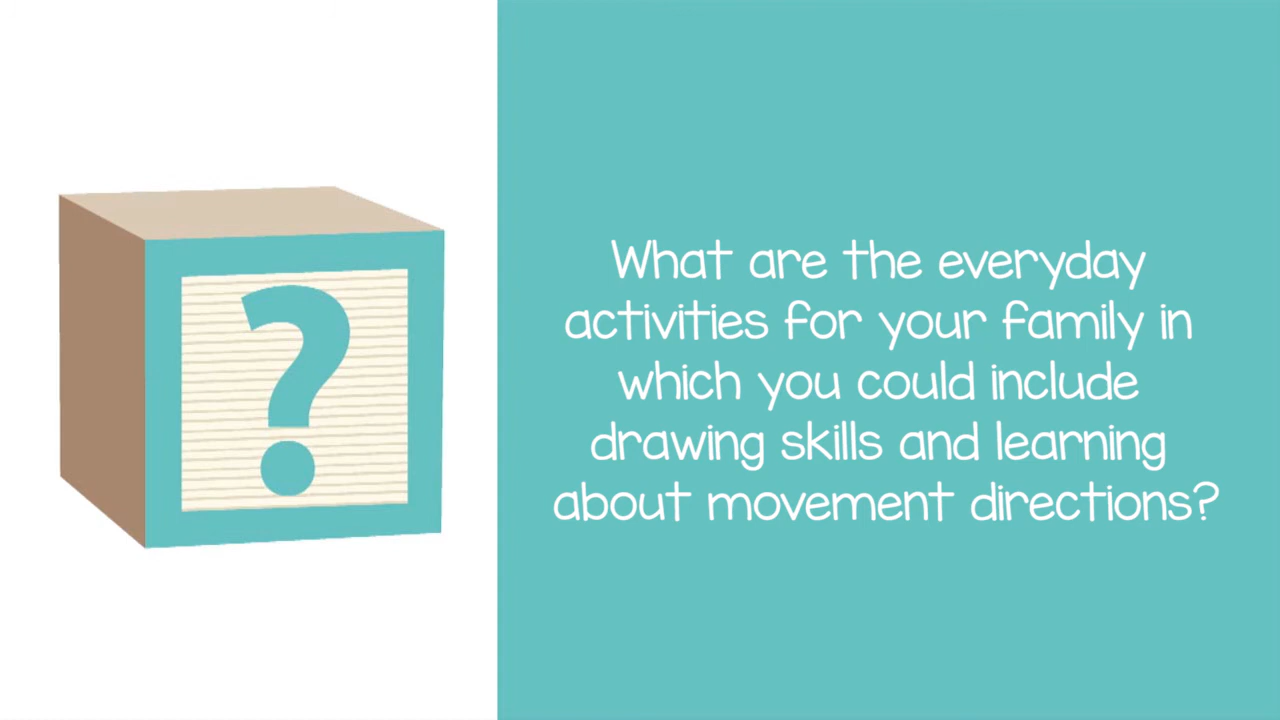 ?
What are the everyday
activities for your family in
which you could include
drawing skills and learning
about movement directions?